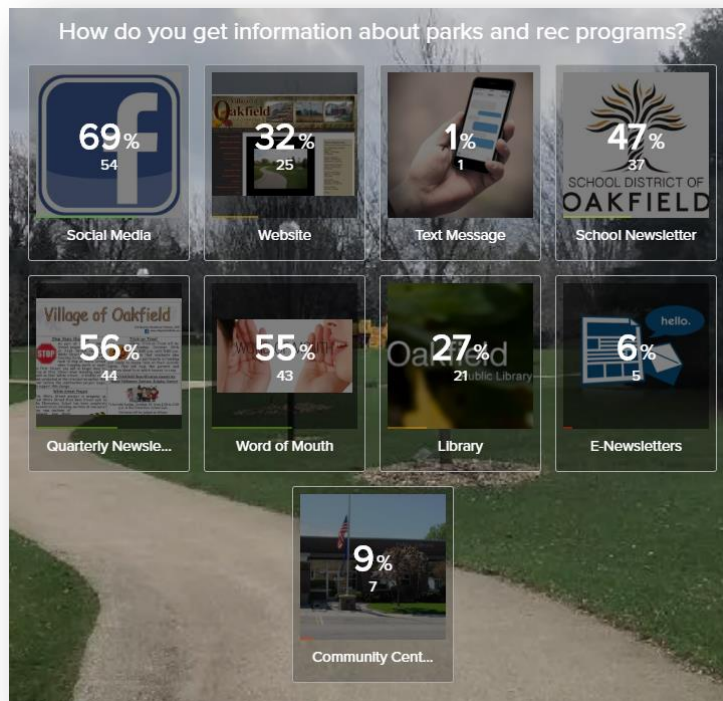 How do you get information about parks and rec programs?
69%
54
Social Media
32%
25
Oakfield
Website
1%
1
Text Message
47%
37
SCHOOL DISTRICT OF
OAKFIELD
School Newsletter
Village of Oakfield
STOP
56%
44
Quarterly Newsle...
55%
43
Word of Mouth
Oakfield
27%
21
Public Library
Library
hello.
6%
5
E-Newsletters
9%
7
Community Cent...